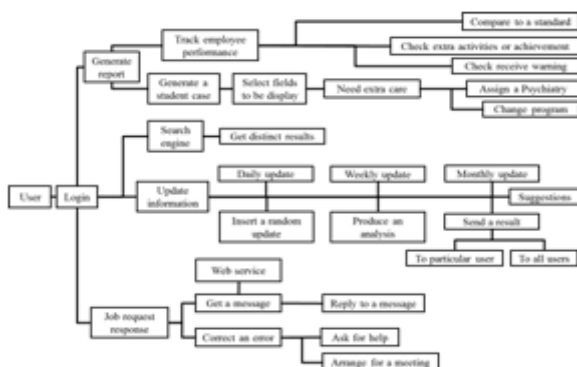 Compare to a standard
Track employee
performance
Check extra activities or achievement
Generate
report
Check receive warning
Generate a
student case
Select fields
to be display
Need extra care
Assign a Psychiatry
Change program
Search
engine
Get distinct results
Daily update
Weekly update
Monthly update
User
Login
Update
information
Suggestions
Insert a random
update
Produce an
analysis
Send a result
To particular user
To all users
Web service
Job request
response
Get a message
Reply to a message
Correct an error
Ask for help
Arrange for a meeting